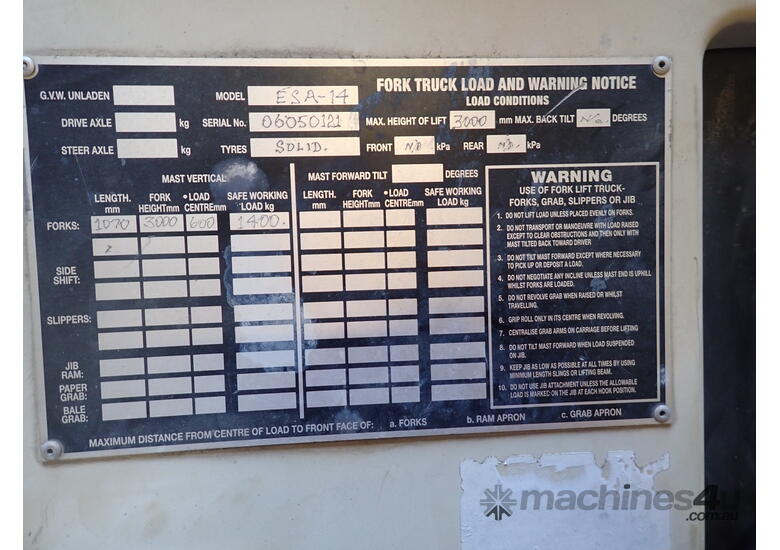 FORK TRUCK LOAD AND WARNING NOTICE
LOAD CONDITIONS
G.V.W. UNLADEN MODEL ESA-14
DRIVE AXLE kg SERIAL No. 06050121 MAX. HEIGHT OF LIFT 3000 mm MAX. BACK TILT N/a DEGREES
STEER AXLE kg TYRES SOLID. FRONT kPa REAR kPa
MAST VERTICAL MAST FORWARD TILT DEGREES
LENGTH. mm FORK HEIGHTmm •LOAD CENTREmm SAFE WORKING LOAD kg LENGTH. mm FORK HEIGHTmm •LOAD CENTREmm SAFE WORKING LOAD kg
FORKS: 1070 3000 600 1400.
SIDE SHIFT:
SLIPPERS:
JIB RAM:
PAPER GRAB:
BALE GRAB:
WARNING
USE OF FORK LIFT TRUCK-
FORKS, GRAB, SLIPPERS OR JIB
1. DO NOT LIFT LOAD UNLESS PLACED EVENLY ON FORKS.
2. DO NOT TRANSPORT OR MANOEUVRE WITH LOAD RAISED
EXCEPT TO CLEAR OBSTRUCTIONS AND THEN ONLY WITH
MAST TILTED BACK TOWARD DRIVER
3. DO NOT TILT MAST FORWARD EXCEPT WHERE NECESSARY
TO PICK UP OR DEPOSIT A LOAD.
4. DO NOT NEGOTIATE ANY INCLINE UNLESS MAST END IS UPHILL
WHILST FORKS ARE LOADED.
5. DO NOT REVOLVE GRAB WHEN RAISED OR WHILST
TRAVELLING.
6. GRIP ROLL ONLY IN ITS CENTRE WHEN REVOLVING.
7. CENTRALISE GRAB ARMS ON CARRIAGE BEFORE LIFTING
8. DO NOT TILT MAST FORWARD WHEN LOAD SUSPENDED
ON JIB.
9. KEEP JIB AS LOW AS POSSIBLE AT ALL TIMES BY USING
MINIMUM LENGTH SLINGS OR LIFTING BEAM.
10. DO NOT USE JIB ATTACHMENT UNLESS THE ALLOWABLE
LOAD IS MARKED ON THE JIB AT EACH HOOK POSITION.
MAXIMUM DISTANCE FROM CENTRE OF LOAD TO FRONT FACE OF: a. FORKS b. RAM APRON c. GRAB APRON
machines4u
.com.au